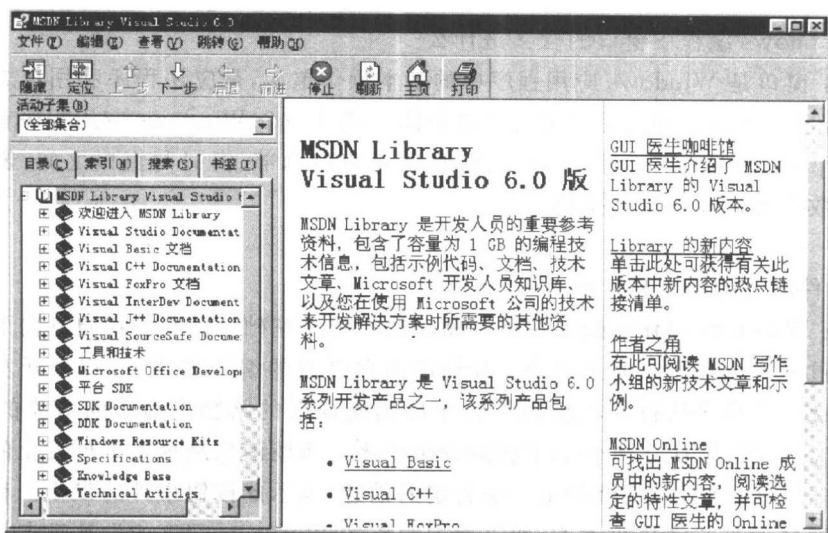 MSDN Library Visual Studio 6.0
文件(F) 编辑(E) 查看(V) 跳转(G) 帮助(H)
隐藏 定位 上一步 下一步 后退 前进 停止 刷新 主页 打印
活动子集(B)
(全部集合)
目录(C) 索引(N) 搜索(S) 书签(I)
MSDN Library Visual Studio 6
欢迎进入 MSDN Library
Visual Studio Documentat
Visual Basic 文档
Visual C++ Documentation
Visual FoxPro 文档
Visual InterDev Document
Visual J++ Documentation
Visual SourceSafe Docume
工具和技术
Microsoft Office Develop
平台 SDK
SDK Documentation
DDK Documentation
Windows Resource Kits
Specifications
Knowledge Base
Technical Articles
MSDN Library
Visual Studio 6.0 版
MSDN Library 是开发人员的重要参考
资料，包含了容量为 1 GB 的编程技
术信息，包括示例代码、文档、技术
文章、Microsoft 开发人员知识库、
以及您在使用 Microsoft 公司的技术
来开发解决方案时所需要的其他资
料。
MSDN Library 是 Visual Studio 6.0
系列开发产品之一，该系列产品包
括：
• Visual Basic
• Visual C++
• Visual FoxPro
GUI 医生咖啡馆
GUI 医生介绍了 MSDN
Library 的 Visual
Studio 6.0 版本。
Library 的新内容
单击此处可获得有关此
版本中新内容的热点链
接清单。
作者之角
在此可阅读 MSDN 写作
小组的新技术文章和示
例。
MSDN Online
可找出 MSDN Online 成
员中的新内容，阅读选
定的特性文章，并可检
查 GUI 医生的 Online